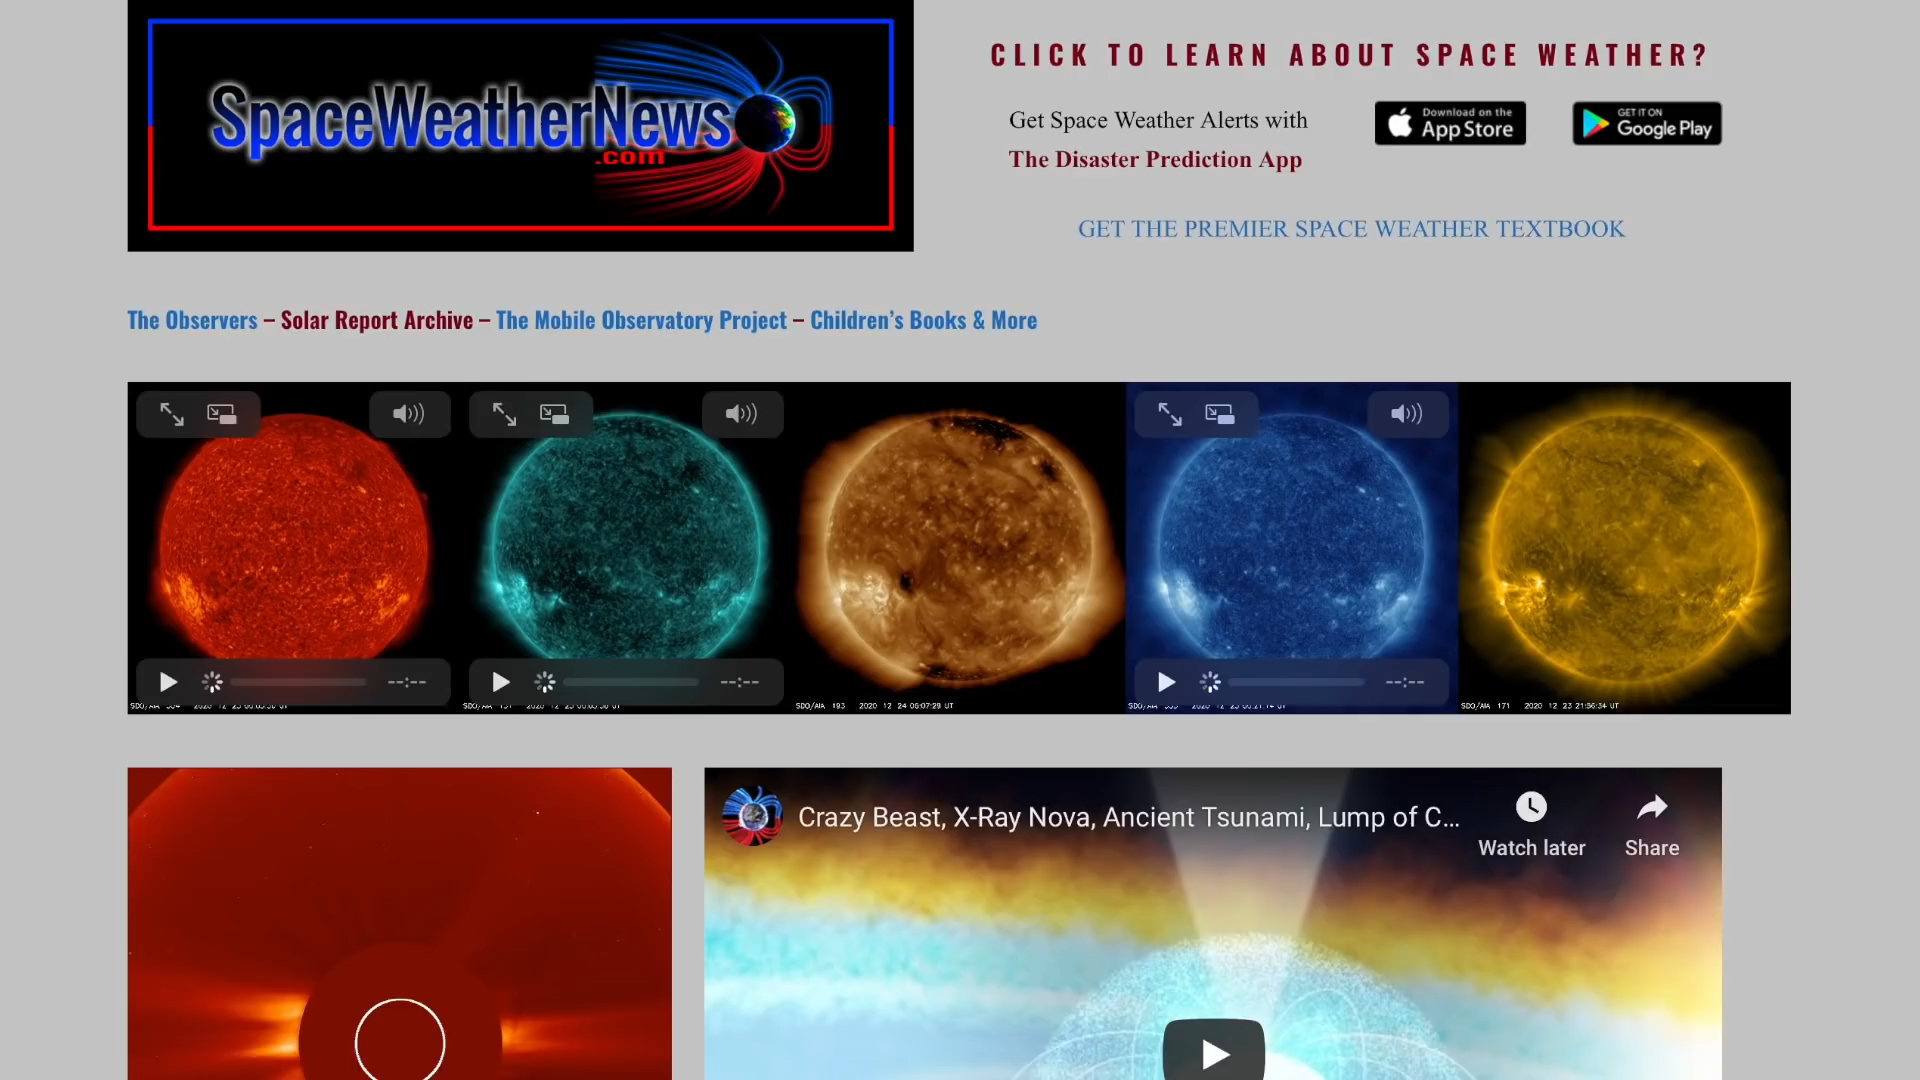 SpaceWeatherNews
.com
CLICK TO LEARN ABOUT SPACE WEATHER?
Get Space Weather Alerts with
The Disaster Prediction App
Download on the
App Store
GET IT ON
Google Play
GET THE PREMIER SPACE WEATHER TEXTBOOK
The Observers – Solar Report Archive – The Mobile Observatory Project – Children's Books & More
--:--
--:--
--:--
SDO/AIA 193 2020 12 24 06:07:29 UT
SDO/AIA 171 2020 12 23 21:56:34 UT
Crazy Beast, X-Ray Nova, Ancient Tsunami, Lump of C...
Watch later
Share